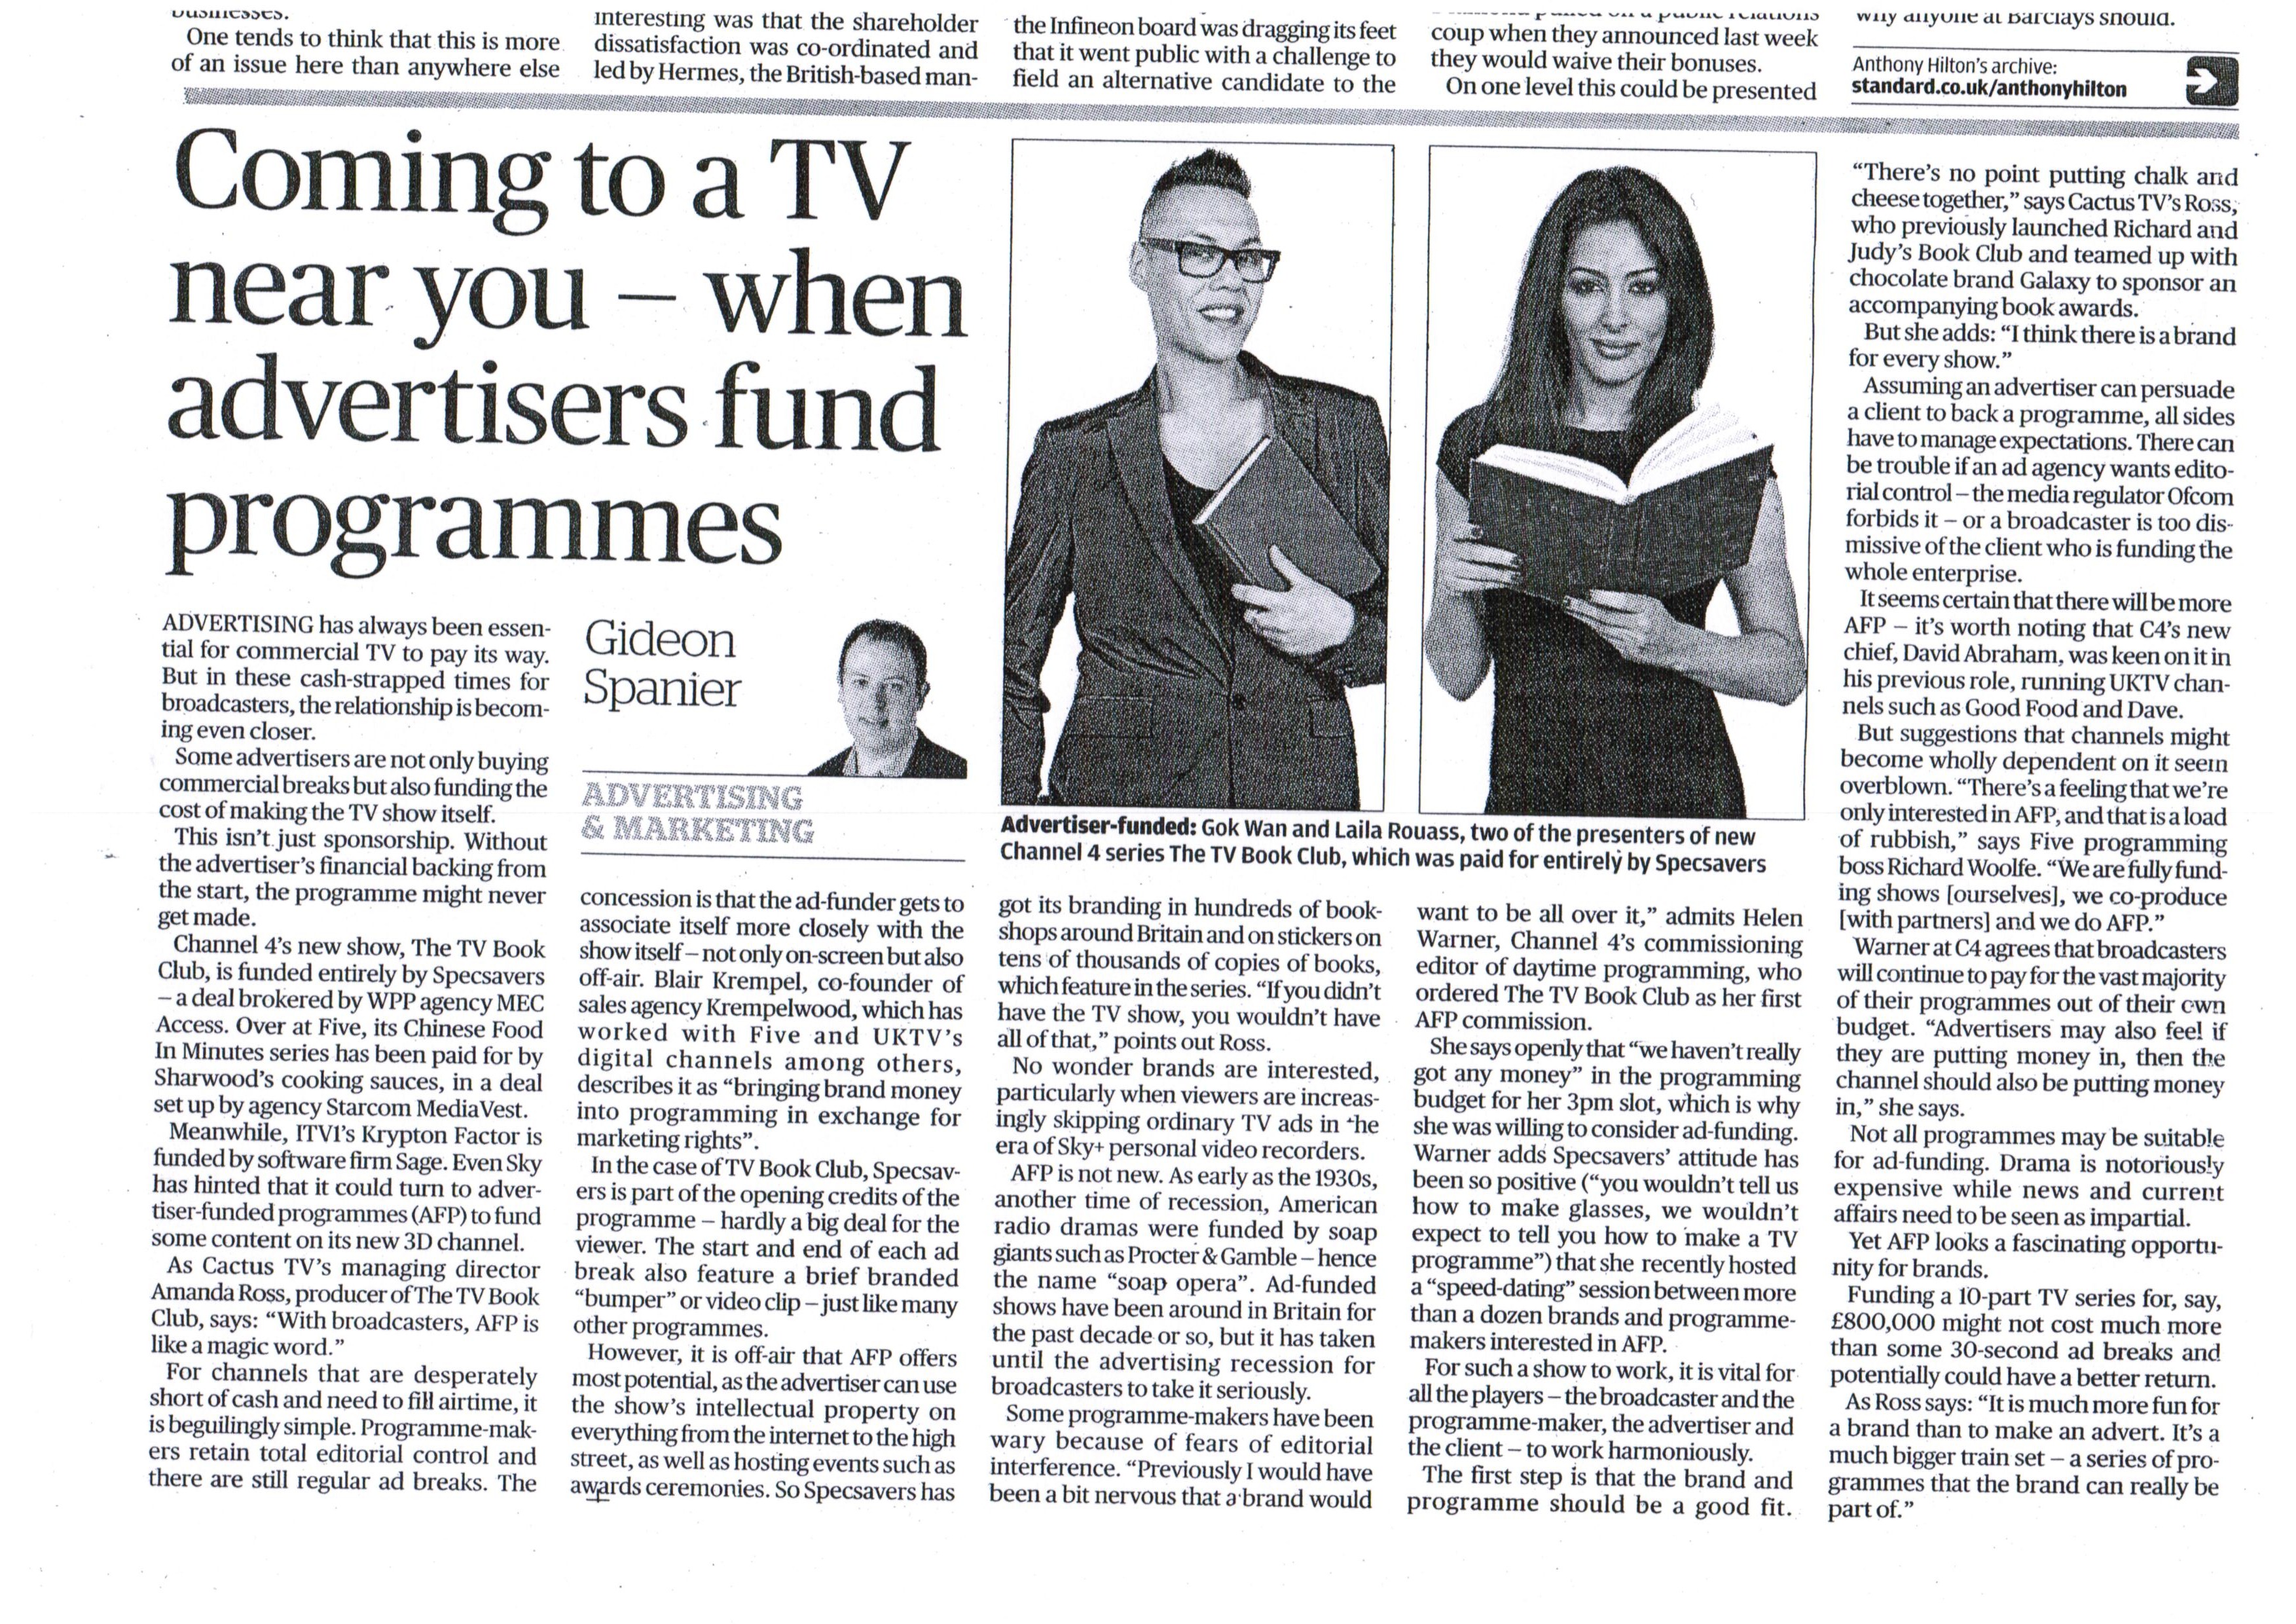 businesses.
One tends to think that this is more
of an issue here than anywhere else
interesting was that the shareholder
dissatisfaction was co-ordinated and
led by Hermes, the British-based man-
the Infineon board was dragging its feet
that it went public with a challenge to
field an alternative candidate to the
relations
coup when they announced last week
they would waive their bonuses.
On one level this could be presented
why anyone at Barclays should.
Anthony Hilton's archive:
standard.co.uk/anthonyhilton
Coming to a TV
near you – when
advertisers fund
programmes
ADVERTISING has always been essen-
tial for commercial TV to pay its way.
But in these cash-strapped times for
broadcasters, the relationship is becom-
ing even closer.
Some advertisers are not only buying
commercial breaks but also funding the
cost of making the TV show itself.
This isn't just sponsorship. Without
the advertiser's financial backing from
the start, the programme might never
get made.
Channel 4's new show, The TV Book
Club, is funded entirely by Specsavers
– a deal brokered by WPP agency MEC
Access. Over at Five, its Chinese Food
In Minutes series has been paid for by
Sharwood's cooking sauces, in a deal
set up by agency Starcom MediaVest.
Meanwhile, ITV1's Krypton Factor is
funded by software firm Sage. Even Sky
has hinted that it could turn to adver-
tiser-funded programmes (AFP) to fund
some content on its new 3D channel.
As Cactus TV's managing director
Amanda Ross, producer of The TV Book
Club, says: “With broadcasters, AFP is
like a magic word.”
For channels that are desperately
short of cash and need to fill airtime, it
is beguilingly simple. Programme-mak-
ers retain total editorial control and
there are still regular ad breaks. The
Gideon
Spanier
ADVERTISING
& MARKETING
concession is that the ad-funder gets to
associate itself more closely with the
show itself – not only on-screen but also
off-air. Blair Krempel, co-founder of
sales agency Krempelwood, which has
worked with Five and UKTV's
digital channels among others,
describes it as “bringing brand money
into programming in exchange for
marketing rights”.
In the case of TV Book Club, Specsav-
ers is part of the opening credits of the
programme – hardly a big deal for the
viewer. The start and end of each ad
break also feature a brief branded
“bumper” or video clip – just like many
other programmes.
However, it is off-air that AFP offers
most potential, as the advertiser can use
the show's intellectual property on
everything from the internet to the high
street, as well as hosting events such as
awards ceremonies. So Specsavers has
Advertiser-funded: Gok Wan and Laila Rouass, two of the presenters of new
Channel 4 series The TV Book Club, which was paid for entirely by Specsavers
got its branding in hundreds of book-
shops around Britain and on stickers on
tens of thousands of copies of books,
which feature in the series. “If you didn't
have the TV show, you wouldn't have
all of that,” points out Ross.
No wonder brands are interested,
particularly when viewers are increas-
ingly skipping ordinary TV ads in the
era of Sky+ personal video recorders.
AFP is not new. As early as the 1930s,
another time of recession, American
radio dramas were funded by soap
giants such as Procter & Gamble – hence
the name “soap opera”. Ad-funded
shows have been around in Britain for
the past decade or so, but it has taken
until the advertising recession for
broadcasters to take it seriously.
Some programme-makers have been
wary because of fears of editorial
interference. “Previously I would have
been a bit nervous that a brand would
want to be all over it,” admits Helen
Warner, Channel 4's commissioning
editor of daytime programming, who
ordered The TV Book Club as her first
AFP commission.
She says openly that “we haven't really
got any money” in the programming
budget for her 3pm slot, which is why
she was willing to consider ad-funding.
Warner adds Specsavers' attitude has
been so positive (“you wouldn't tell us
how to make glasses, we wouldn't
expect to tell you how to make a TV
programme”) that she recently hosted
a “speed-dating” session between more
than a dozen brands and programme-
makers interested in AFP.
For such a show to work, it is vital for
all the players – the broadcaster and the
programme-maker, the advertiser and
the client – to work harmoniously.
The first step is that the brand and
programme should be a good fit.
“There's no point putting chalk and
cheese together,” says Cactus TV's Ross,
who previously launched Richard and
Judy's Book Club and teamed up with
chocolate brand Galaxy to sponsor an
accompanying book awards.
But she adds: “I think there is a brand
for every show.”
Assuming an advertiser can persuade
a client to back a programme, all sides
have to manage expectations. There can
be trouble if an ad agency wants edito-
rial control – the media regulator Ofcom
forbids it – or a broadcaster is too dis-
missive of the client who is funding the
whole enterprise.
It seems certain that there will be more
AFP – it's worth noting that C4's new
chief, David Abraham, was keen on it in
his previous role, running UKTV chan-
nels such as Good Food and Dave.
But suggestions that channels might
become wholly dependent on it seem
overblown. “There's a feeling that we're
only interested in AFP, and that is a load
of rubbish,” says Five programming
boss Richard Woolfe. “We are fully fund-
ing shows [ourselves], we co-produce
[with partners] and we do AFP.”
Warner at C4 agrees that broadcasters
will continue to pay for the vast majority
of their programmes out of their own
budget. “Advertisers may also feel if
they are putting money in, then the
channel should also be putting money
in,” she says.
Not all programmes may be suitable
for ad-funding. Drama is notoriously
expensive while news and current
affairs need to be seen as impartial.
Yet AFP looks a fascinating opportu-
nity for brands.
Funding a 10-part TV series for, say,
£800,000 might not cost much more
than some 30-second ad breaks and
potentially could have a better return.
As Ross says: “It is much more fun for
a brand than to make an advert. It's a
much bigger train set – a series of pro-
grammes that the brand can really be
part of.”